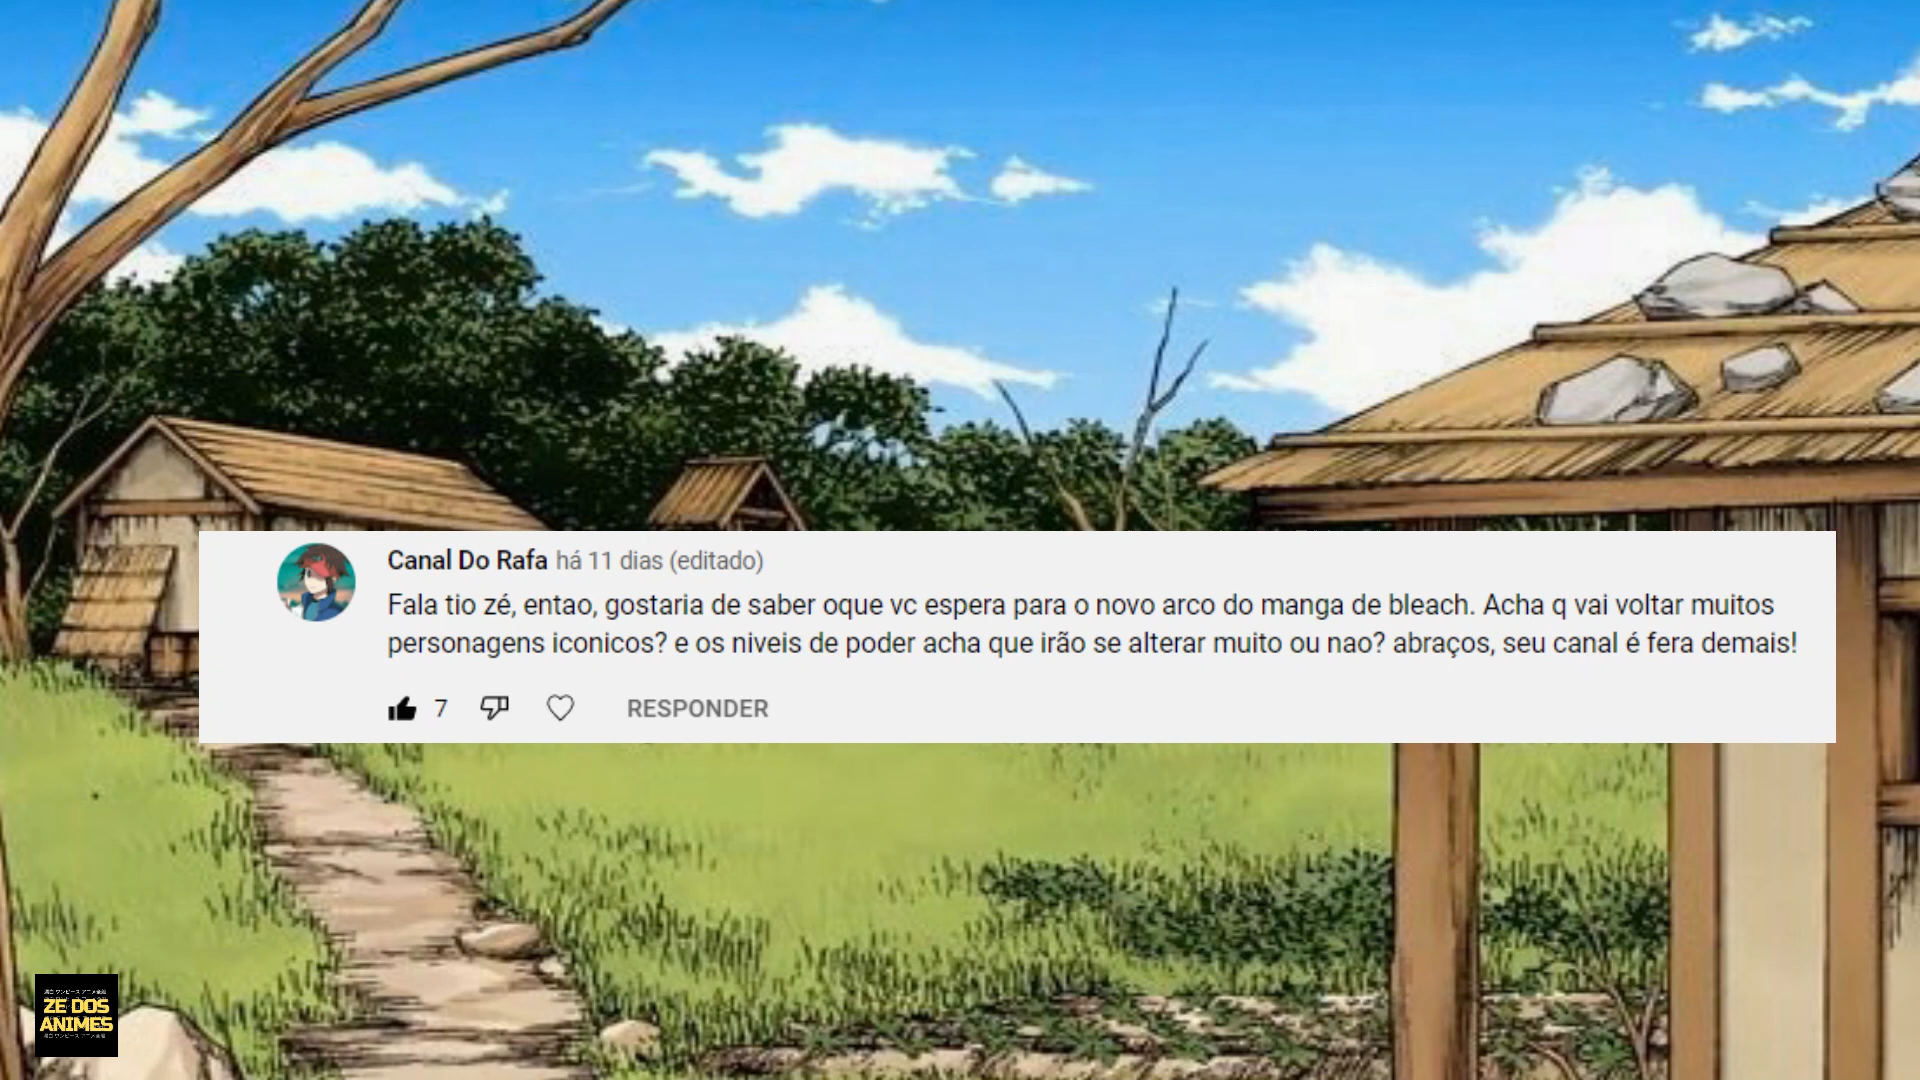 Canal Do Rafa há 11 dias (editado)
Fala tio zé, entao, gostaria de saber oque vc espera para o novo arco do manga de bleach. Acha q vai voltar muitos
personagens iconicos? e os niveis de poder acha que irão se alterar muito ou nao? abraços, seu canal é fera demais!
7
RESPONDER
ZE DOS
ANIMES